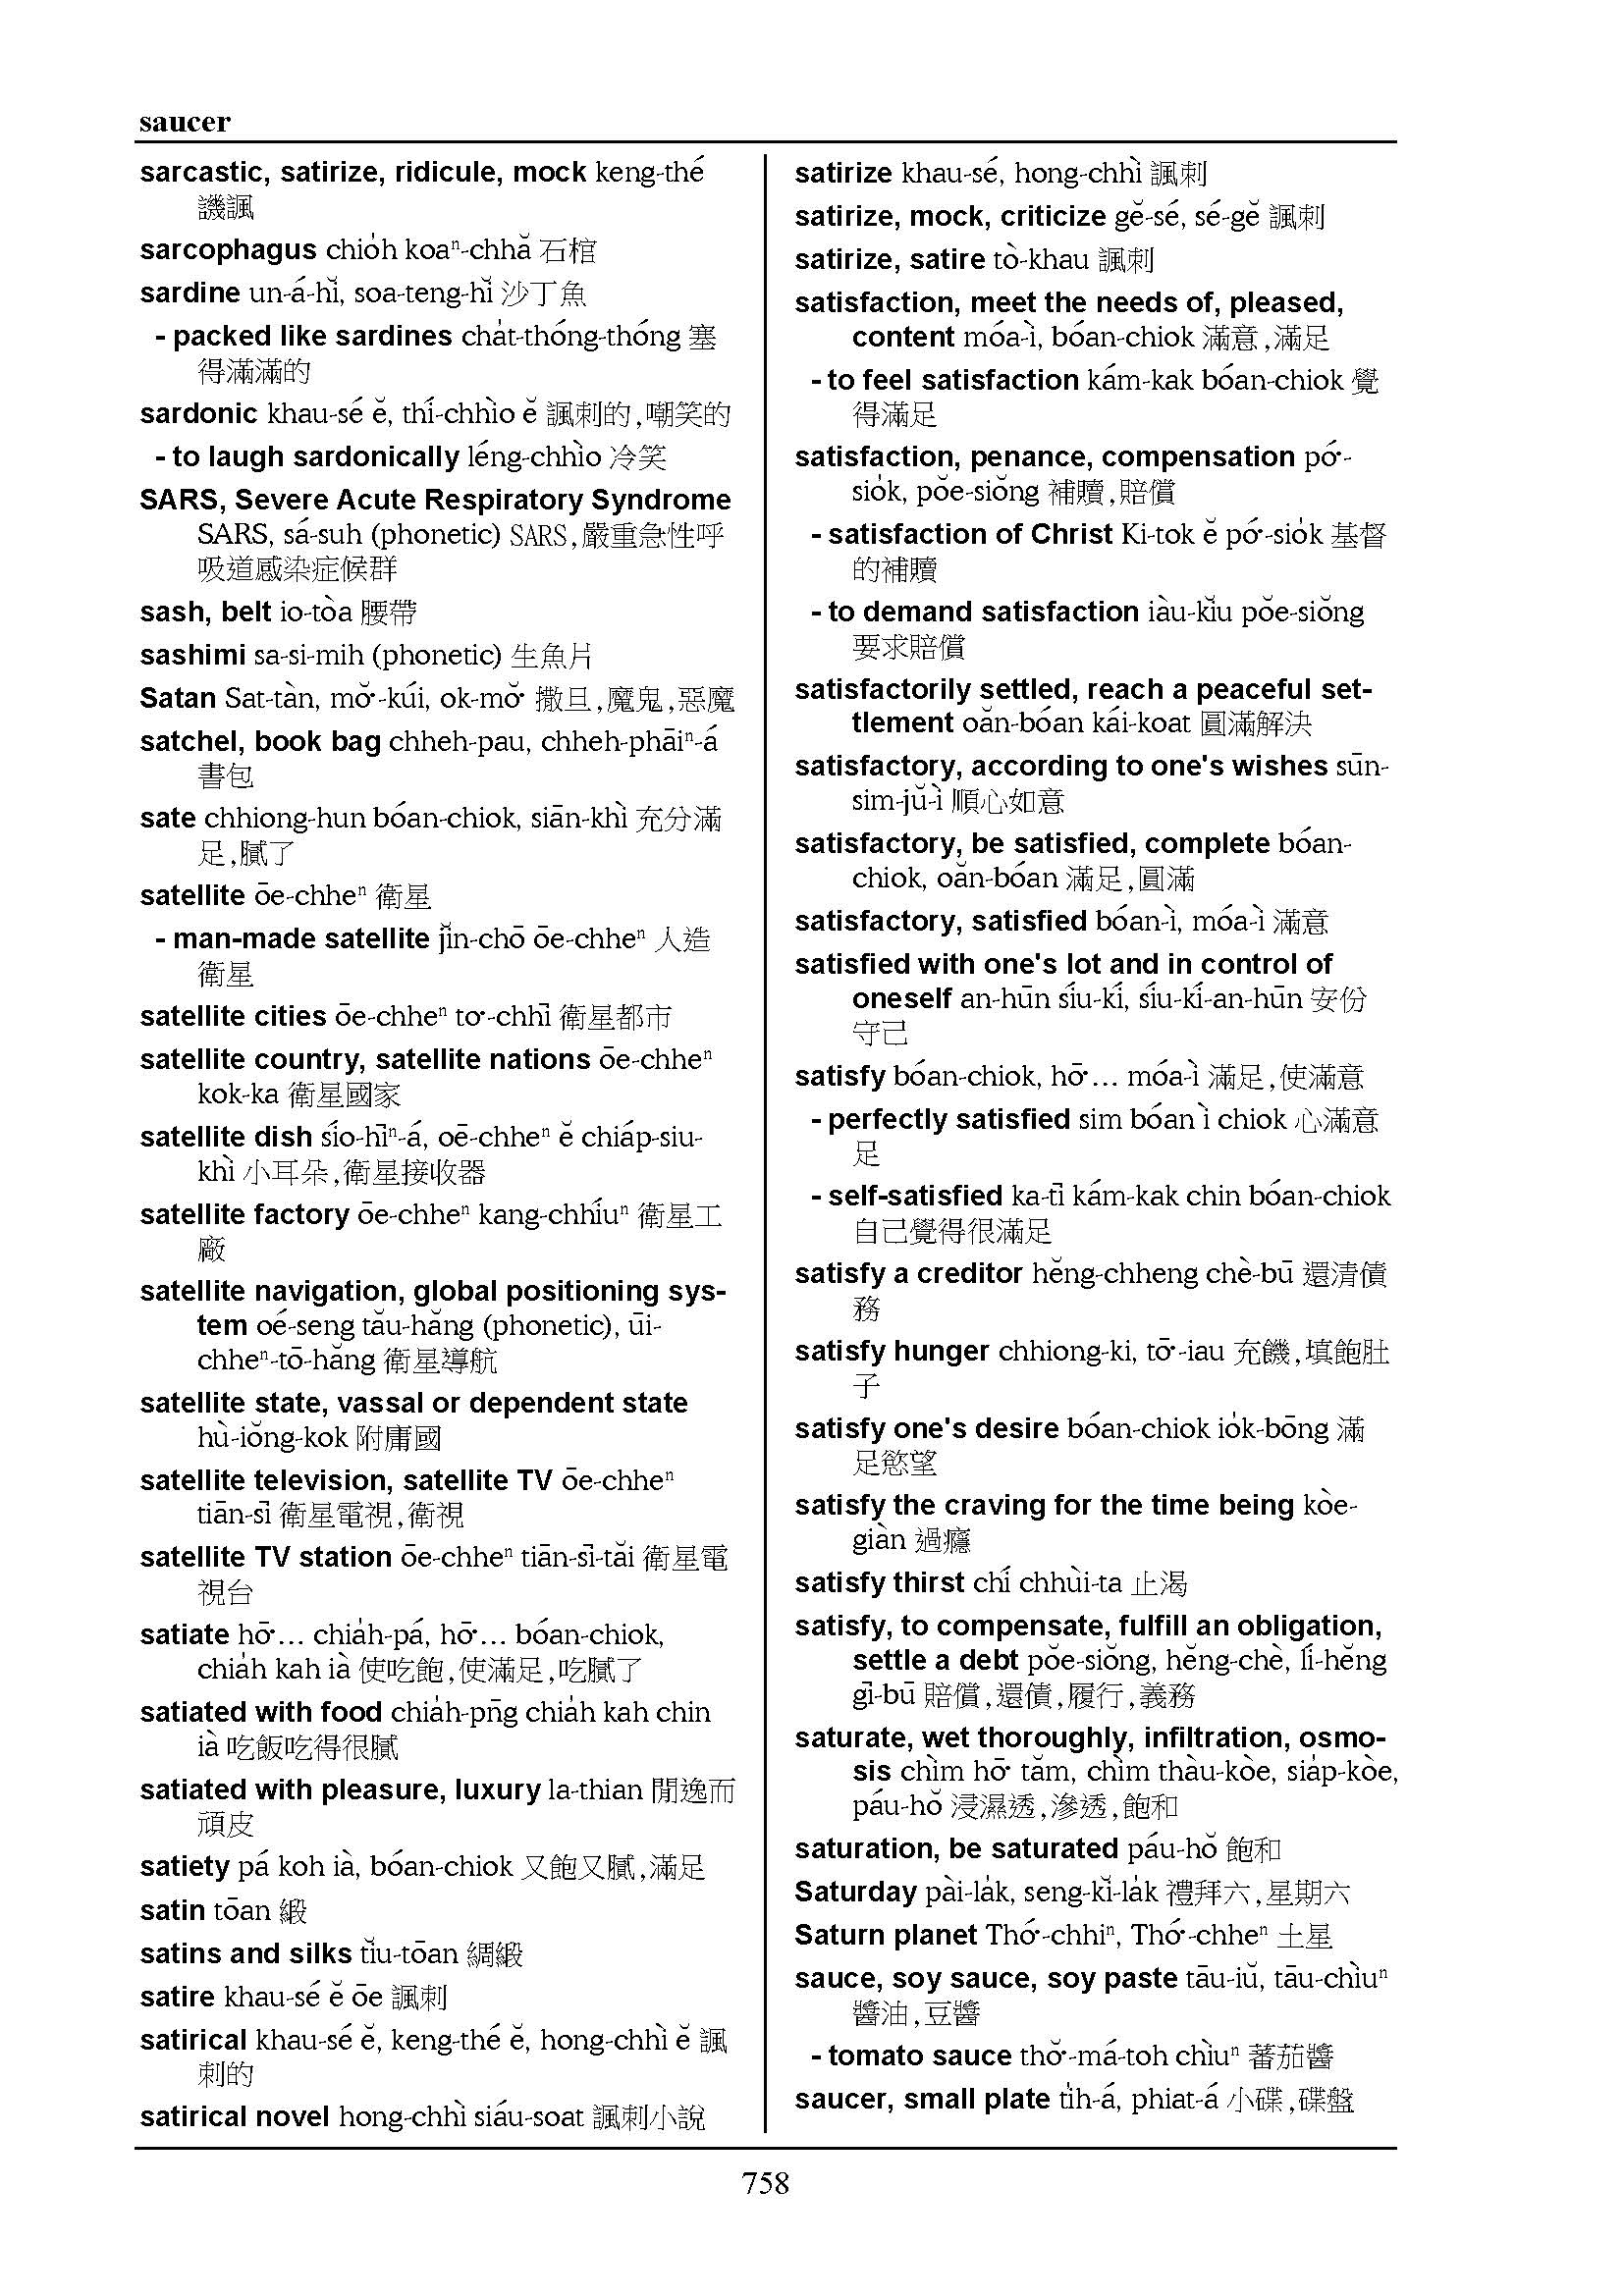 saucer
sarcastic, satirize, ridicule, mock keng-thé
譏諷
sarcophagus chio̍h koaⁿ-chhă 石棺
sardine un-á-hĭ, soa-teng-hĭ 沙丁魚
- packed like sardines cha̍t-thóng-thóng 塞
得滿滿的
sardonic khau-sé ĕ, thí-chhìo ĕ 諷刺的,嘲笑的
- to laugh sardonically léng-chhìo 冷笑
SARS, Severe Acute Respiratory Syndrome
SARS, sá-suh (phonetic) SARS,嚴重急性呼
吸道感染症候群
sash, belt io-tòa 腰帶
sashimi sa-si-mih (phonetic) 生魚片
Satan Sat-tàn, mŏ͘-kúi, ok-mŏ͘ 撒旦,魔鬼,惡魔
satchel, book bag chheh-pau, chheh-phāiⁿ-á
書包
sate chhiong-hun bóan-chiok, siān-khì 充分滿
足,膩了
satellite ōe-chheⁿ 衛星
- man-made satellite jĭn-chō ōe-chheⁿ 人造
衛星
satellite cities ōe-chheⁿ to͘-chhī 衛星都市
satellite country, satellite nations ōe-chheⁿ
kok-ka 衛星國家
satellite dish sío-hīⁿ-á, oē-chheⁿ ĕ chiáp-siu-
khì 小耳朵,衛星接收器
satellite factory ōe-chheⁿ kang-chhíuⁿ 衛星工
廠
satellite navigation, global positioning sys-
tem oé-seng tău-hăng (phonetic), ūi-
chheⁿ-tō-hăng 衛星導航
satellite state, vassal or dependent state
hù-iŏng-kok 附庸國
satellite television, satellite TV ōe-chheⁿ
tiān-sī 衛星電視,衛視
satellite TV station ōe-chheⁿ tiān-sī-tăi 衛星電
視台
satiate hō͘... chia̍h-pá, hō͘... bóan-chiok,
chia̍h kah ià 使吃飽,使滿足,吃膩了
satiated with food chia̍h-pn̄g chia̍h kah chin
ià 吃飯吃得很膩
satiated with pleasure, luxury la-thian 閒逸而
頑皮
satiety pá koh ià, bóan-chiok 又飽又膩,滿足
satin tōan 緞
satins and silks tĭu-tōan 綢緞
satire khau-sé ĕ ōe 諷刺
satirical khau-sé ĕ, keng-thé ĕ, hong-chhì ĕ 諷
刺的
satirical novel hong-chhì siáu-soat 諷刺小說
satirize khau-sé, hong-chhì 諷刺
satirize, mock, criticize gĕ-sé, sé-gĕ 諷刺
satirize, satire tò-khau 諷刺
satisfaction, meet the needs of, pleased,
content móa-ì, bóan-chiok 滿意,滿足
- to feel satisfaction kám-kak bóan-chiok 覺
得滿足
satisfaction, penance, compensation pó͘-
sio̍k, pŏe-siŏng 補贖,賠償
- satisfaction of Christ Ki-tok ĕ pó͘-sio̍k 基督
的補贖
- to demand satisfaction iàu-kĭu pŏe-siŏng
要求賠償
satisfactorily settled, reach a peaceful set-
tlement oăn-bóan kái-koat 圓滿解決
satisfactory, according to one's wishes sūn-
sim-jŭ-ì 順心如意
satisfactory, be satisfied, complete bóan-
chiok, oăn-bóan 滿足,圓滿
satisfactory, satisfied bóan-ì, móa-ì 滿意
satisfied with one's lot and in control of
oneself an-hūn síu-kí, síu-kí-an-hūn 安份
守己
satisfy bóan-chiok, hō͘... móa-ì 滿足,使滿意
- perfectly satisfied sim bóan ì chiok 心滿意
足
- self-satisfied ka-tī kám-kak chin bóan-chiok
自己覺得很滿足
satisfy a creditor hĕng-chheng chè-bū 還清債
務
satisfy hunger chhiong-ki, tō͘-iau 充饑,填飽肚
子
satisfy one's desire bóan-chiok io̍k-bōng 滿
足慾望
satisfy the craving for the time being kòe-
giàn 過癮
satisfy thirst chí chhùi-ta 止渴
satisfy, to compensate, fulfill an obligation,
settle a debt pŏe-siŏng, hĕng-chè, lí-hĕng
gī-bū 賠償,還債,履行,義務
saturate, wet thoroughly, infiltration, osmo-
sis chìm hō͘ tăm, chìm thàu-kòe, sia̍p-kòe,
páu-hŏ 浸濕透,滲透,飽和
saturation, be saturated páu-hŏ 飽和
Saturday pài-la̍k, seng-kĭ-la̍k 禮拜六,星期六
Saturn planet Thó͘-chhiⁿ, Thó͘-chheⁿ 土星
sauce, soy sauce, soy paste tāu-iŭ, tāu-chìuⁿ
醬油,豆醬
- tomato sauce thŏ͘-má-toh chìuⁿ 蕃茄醬
saucer, small plate ti̍h-á, phiat-á 小碟,碟盤
758